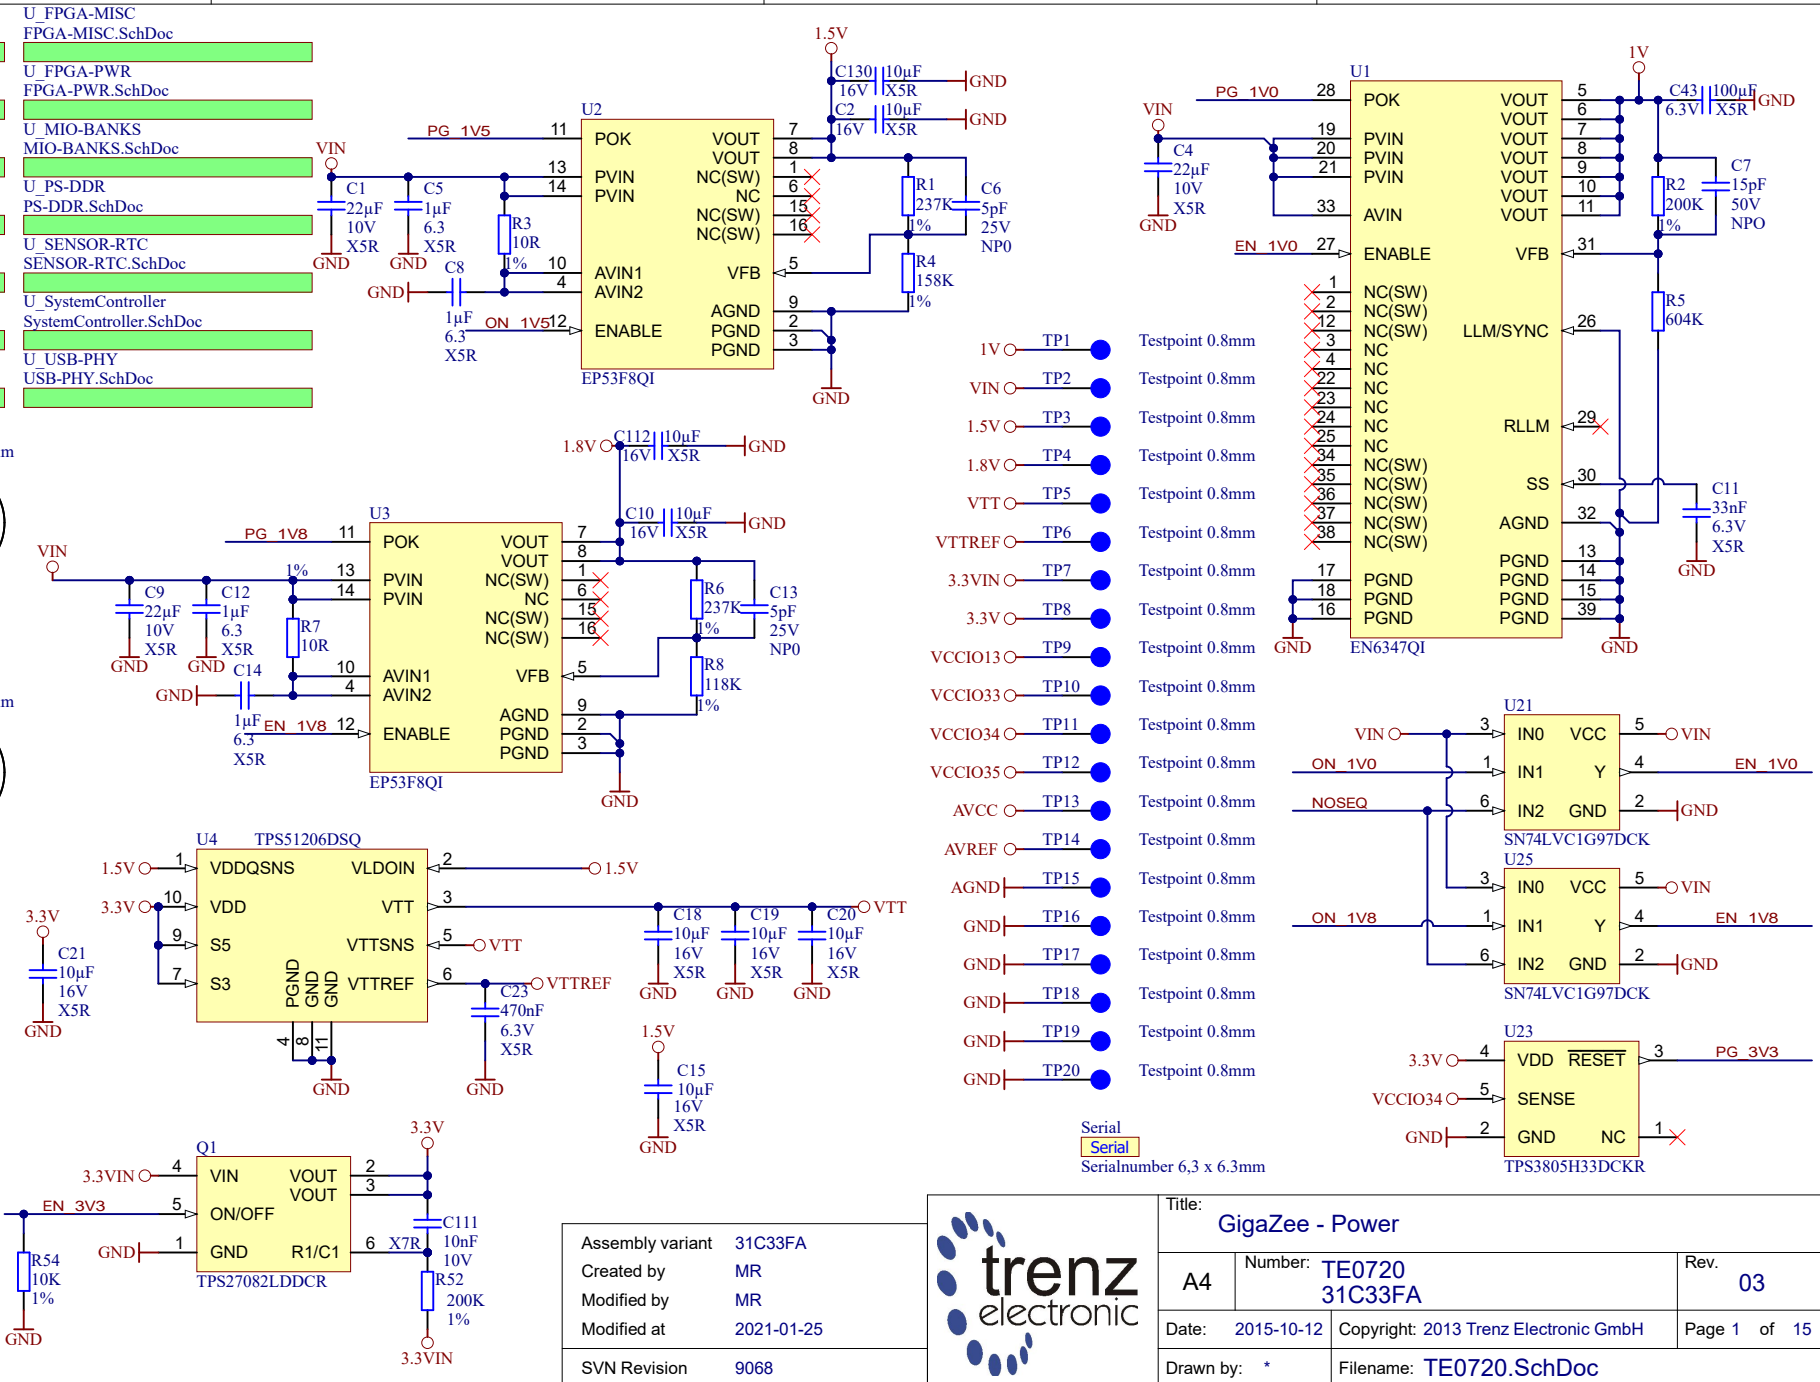 U_FPGA-MISC
FPGA-MISC.SchDoc
U_FPGA-PWR
FPGA-PWR.SchDoc
U_MIO-BANKS
MIO-BANKS.SchDoc
U_PS-DDR
PS-DDR.SchDoc
U_SENSOR-RTC
SENSOR-RTC.SchDoc
U_SystemController
SystemController.SchDoc
U_USB-PHY
USB-PHY.SchDoc
m
m
1.5V
C130 10µF
16V X5R
GND
C2 10µF
16V X5R
GND
U2
PG_1V5 11 POK
VOUT 7
VOUT 8
VIN
13 PVIN
14 PVIN
NC(SW) 1
NC 6
NC(SW) 15
NC(SW) 16
C1
22µF
10V
X5R
GND
C5
1µF
6.3
X5R
GND
R3
10R
1%
10 AVIN1
4 AVIN2
VFB 5
C8
GND
1µF
6.3
X5R
ON_1V5 12 ENABLE
AGND 9
PGND 2
PGND 3
EP53F8QI
GND
R1
237K
1%
C6
5pF
25V
NP0
R4
158K
1%
1.8V
C112 10µF
16V X5R
GND
C10 10µF
16V X5R
GND
U3
PG_1V8 11 POK
VOUT 7
VOUT 8
VIN
1%
13 PVIN
14 PVIN
NC(SW) 1
NC 6
NC(SW) 15
NC(SW) 16
C9
22µF
10V
X5R
GND
C12
1µF
6.3
X5R
GND
R7
10R
10 AVIN1
4 AVIN2
VFB 5
C14
GND
1µF
6.3
X5R
EN_1V8 12 ENABLE
AGND 9
PGND 2
PGND 3
EP53F8QI
GND
R6
237K
1%
C13
5pF
25V
NP0
R8
118K
1%
U4 TPS51206DSQ
1.5V 1 VDDQSNS
VLDOIN 2 1.5V
3.3V 10 VDD
VTT 3
VTT
9 S5
VTTSNS 5 VTT
7 S3
VTTREF 6 VTTREF
PGND
GND
GND
4
8
11
GND
3.3V
C21
10µF
16V
X5R
GND
C23
470nF
6.3V
X5R
GND
C18
10µF
16V
X5R
GND
C19
10µF
16V
X5R
GND
C20
10µF
16V
X5R
GND
1.5V
C15
10µF
16V
X5R
GND
Q1
3.3VIN 4 VIN
VOUT 2
VOUT 3
EN_3V3 5 ON/OFF
GND 1 GND
R1/C1 6
TPS27082LDDCR
R54
10K
1%
GND
3.3V
C111
X7R 10nF
10V
R52
200K
1%
3.3VIN
1V TP1 Testpoint 0.8mm
VIN TP2 Testpoint 0.8mm
1.5V TP3 Testpoint 0.8mm
1.8V TP4 Testpoint 0.8mm
VTT TP5 Testpoint 0.8mm
VTTREF TP6 Testpoint 0.8mm
3.3VIN TP7 Testpoint 0.8mm
3.3V TP8 Testpoint 0.8mm
VCCIO13 TP9 Testpoint 0.8mm
VCCIO33 TP10 Testpoint 0.8mm
VCCIO34 TP11 Testpoint 0.8mm
VCCIO35 TP12 Testpoint 0.8mm
AVCC TP13 Testpoint 0.8mm
AVREF TP14 Testpoint 0.8mm
AGND TP15 Testpoint 0.8mm
GND TP16 Testpoint 0.8mm
GND TP17 Testpoint 0.8mm
GND TP18 Testpoint 0.8mm
GND TP19 Testpoint 0.8mm
GND TP20 Testpoint 0.8mm
Serial
Serial
Serialnumber 6,3 x 6.3mm
U1
PG_1V0 28 POK
VIN
C4
22µF
10V
X5R
GND
19 PVIN
20 PVIN
21 PVIN
33 AVIN
EN_1V0 27 ENABLE
1 NC(SW)
2 NC(SW)
12 NC(SW)
3 NC
4 NC
22 NC
23 NC
24 NC
25 NC
34 NC(SW)
35 NC(SW)
36 NC(SW)
37 NC(SW)
38 NC(SW)
17 PGND
18 PGND
16 PGND
GND
EN6347QI
VOUT 5
VOUT 6
VOUT 7
VOUT 8
VOUT 9
VOUT 10
VOUT 11
VFB 31
LLM/SYNC 26
RLLM 29
SS 30
AGND 32
PGND 13
PGND 14
PGND 15
PGND 39
GND
1V
C43 100µF
6.3V X5R
GND
R2
200K
1%
C7
15pF
50V
NPO
R5
604K
C11
33nF
6.3V
X5R
GND
U21
VIN 3 IN0 VCC 5 VIN
ON_1V0 1 IN1 Y 4 EN_1V0
NOSEQ 6 IN2 GND 2 GND
SN74LVC1G97DCK
U25
3 IN0 VCC 5 VIN
ON_1V8 1 IN1 Y 4 EN_1V8
6 IN2 GND 2 GND
SN74LVC1G97DCK
U23
3.3V 4 VDD RESET 3 PG_3V3
VCCIO34 5 SENSE
GND 2 GND NC 1
TPS3805H33DCKR
Assembly variant 31C33FA
Created by MR
Modified by MR
Modified at 2021-01-25
SVN Revision 9068
trenz
electronic
Title:
GigaZee - Power
A4
Number: TE0720
31C33FA
Rev.
03
Date: 2015-10-12
Copyright: 2013 Trenz Electronic GmbH
Page 1 of 15
Drawn by: *
Filename: TE0720.SchDoc